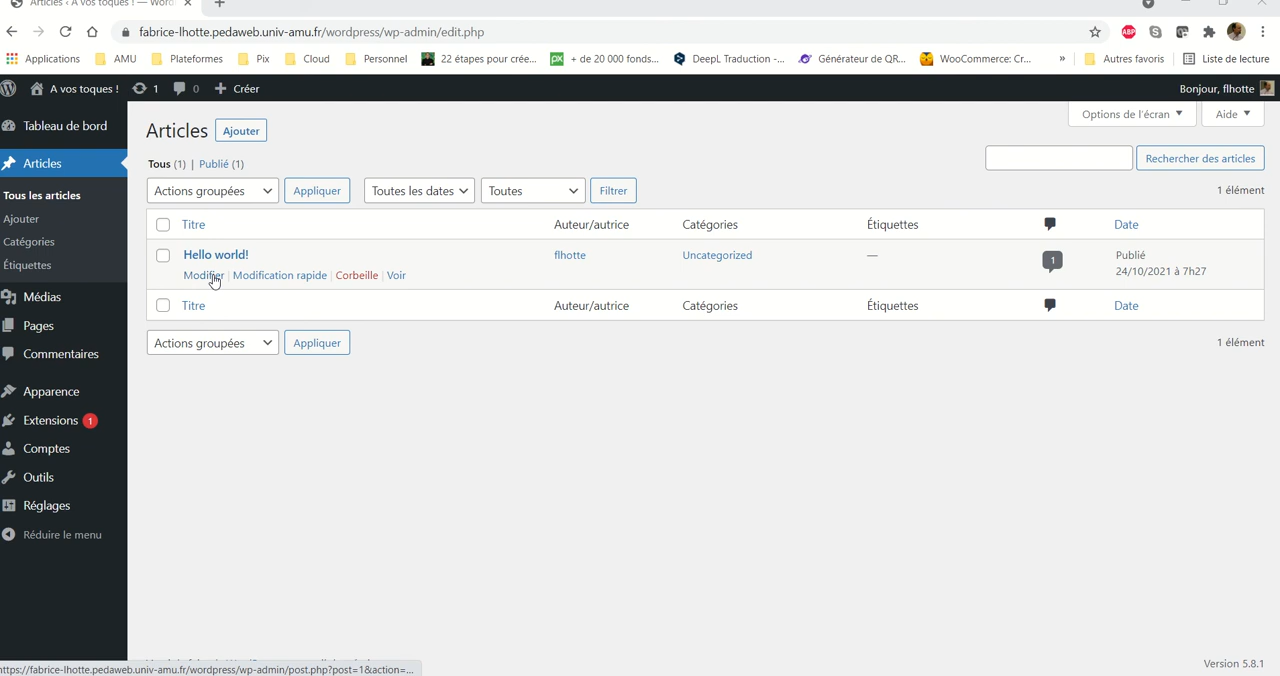 Articles ‹ A vos toques ! — Word
fabrice-lhotte.pedaweb.univ-amu.fr/wordpress/wp-admin/edit.php
ABP
Applications AMU Plateformes Pix Cloud Personnel 22 étapes pour crée... + de 20 000 fonds... DeepL Traduction -... Générateur de QR... WooCommerce: Cr... » Autres favoris Liste de lecture
A vos toques ! 1 0 + Créer Bonjour, flhotte
Options de l'écran Aide
Tableau de bord
Articles
Tous les articles
Ajouter
Catégories
Étiquettes
Médias
Pages
Commentaires
Apparence
Extensions 1
Comptes
Outils
Réglages
Réduire le menu
Articles Ajouter
Tous (1) | Publié (1)
Rechercher des articles
Actions groupées Appliquer Toutes les dates Toutes Filtrer 1 élément
Titre Auteur/autrice Catégories Étiquettes Date
Hello world! flhotte Uncategorized — 1 Publié
24/10/2021 à 7h27
Modifier | Modification rapide | Corbeille | Voir
Titre Auteur/autrice Catégories Étiquettes Date
Actions groupées Appliquer 1 élément
https://fabrice-lhotte.pedaweb.univ-amu.fr/wordpress/wp-admin/post.php?post=1&action=...
Version 5.8.1